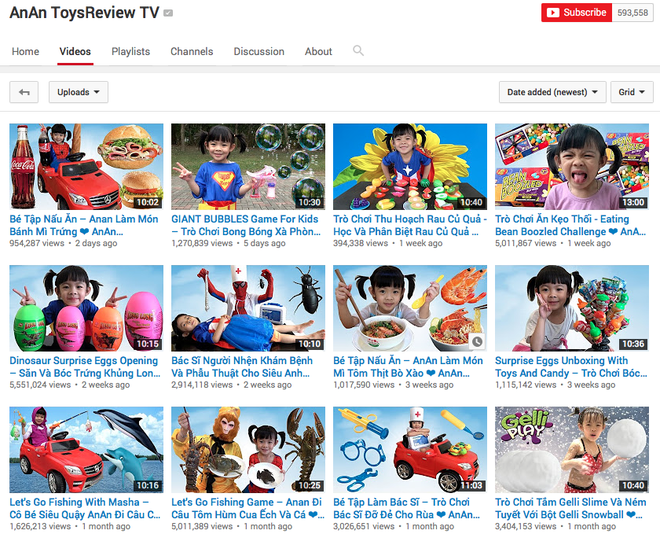 AnAn ToysReview TV
Subscribe 593,558
Home Videos Playlists Channels Discussion About
Uploads Date added (newest) Grid
Coca-Cola
10:02
10:30
10:40
13:00
Bé Tập Nấu Ăn – Anan Làm Món
Bánh Mì Trứng ❤ AnAn...
954,287 views • 2 days ago
GIANT BUBBLES Game For Kids
– Trò Chơi Bong Bóng Xà Phòn...
1,270,839 views • 5 days ago
Trò Chơi Thu Hoạch Rau Củ Quả -
Học Và Phân Biệt Rau Củ Quả ...
394,328 views • 1 week ago
Trò Chơi Ăn Kẹo Thối - Eating
Bean Boozled Challenge ❤ AnAn...
5,011,867 views • 1 week ago
10:15
10:10
10:36
Dinosaur Surprise Eggs Opening
– Săn Và Bóc Trứng Khủng Lon...
5,551,024 views • 2 weeks ago
Bác Sĩ Người Nhện Khám Bệnh
Và Phẫu Thuật Cho Siêu Anh...
2,914,118 views • 2 weeks ago
Bé Tập Nấu Ăn – AnAn Làm Món
Mì Tôm Thịt Bò Xào ❤ AnAn...
1,017,590 views • 3 weeks ago
Surprise Eggs Unboxing With
Toys And Candy – Trò Chơi Bóc...
1,115,142 views • 3 weeks ago
Gelli
PLAY
10:16
10:25
11:03
10:40
Let's Go Fishing With Masha –
Cô Bé Siêu Quậy AnAn Đi Câu C...
1,626,213 views • 1 month ago
Let's Go Fishing Game – Anan Đi
Câu Tôm Hùm Cua Ếch Và Cá ❤...
5,011,389 views • 1 month ago
Bé Tập Làm Bác Sĩ – Trò Chơi
Bác Sĩ Đỡ Đẻ Cho Rùa ❤ AnAn...
3,026,651 views • 1 month ago
Trò Chơi Tắm Gelli Slime Và Ném
Tuyết Với Bột Gelli Snowball ❤...
3,404,153 views • 1 month ago